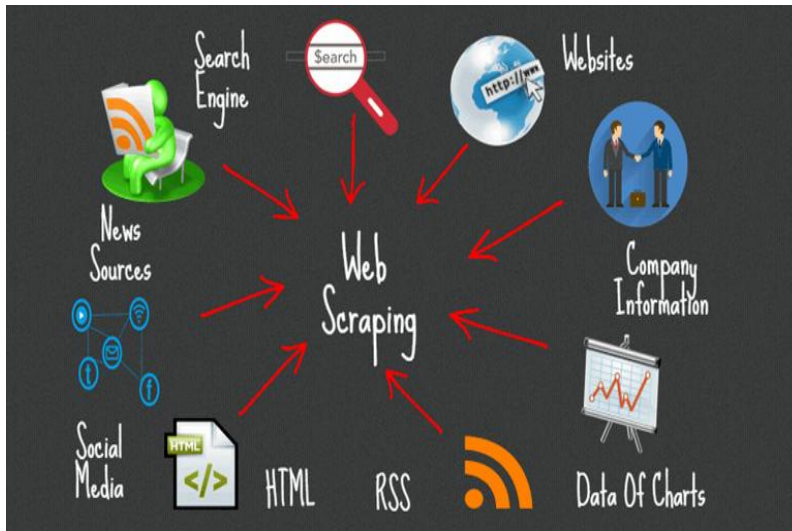 Search
Engine
$earch
Websites
http://www
News
Sources
Web
Scraping
Company
Information
Social
Media
HTML
</>
HTML
RSS
Data Of Charts
t
f